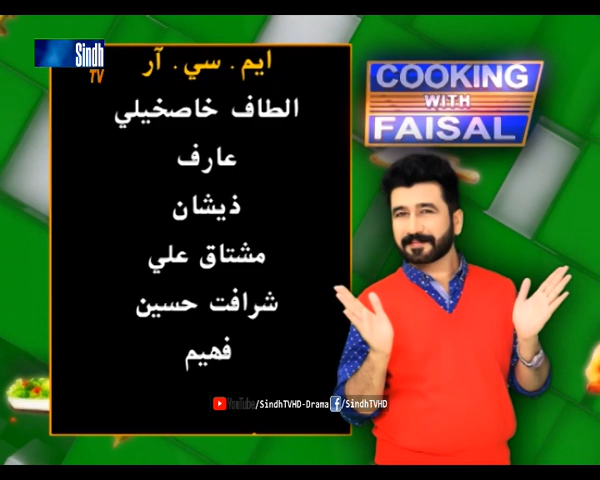 Sindh
TV
ايم. سي. آر
الطاف خاصخيلي
عارف
ذيشان
مشتاق علي
شرافت حسين
فهيم
COOKING
WITH
FAISAL
YouTube/SindhTVHD-Drama f/SindhTVHD